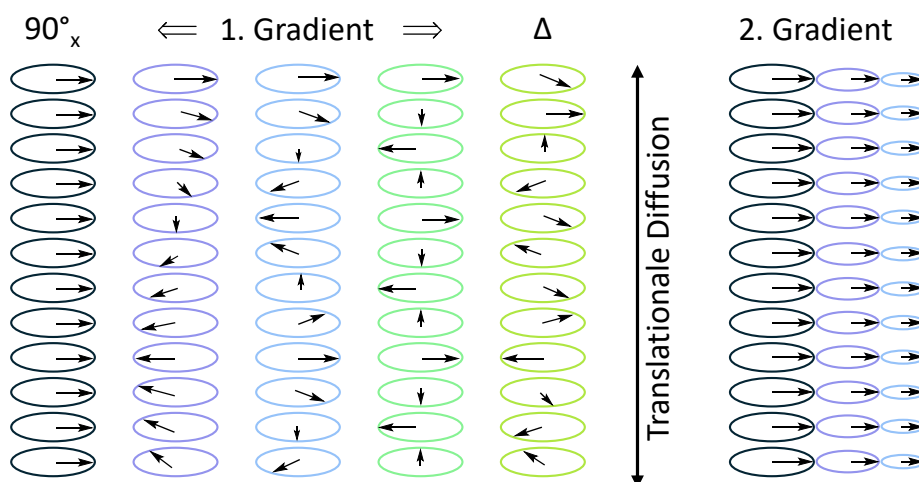 90°x ⇐ 1. Gradient ⇒ Δ 2. Gradient
Translationale Diffusion